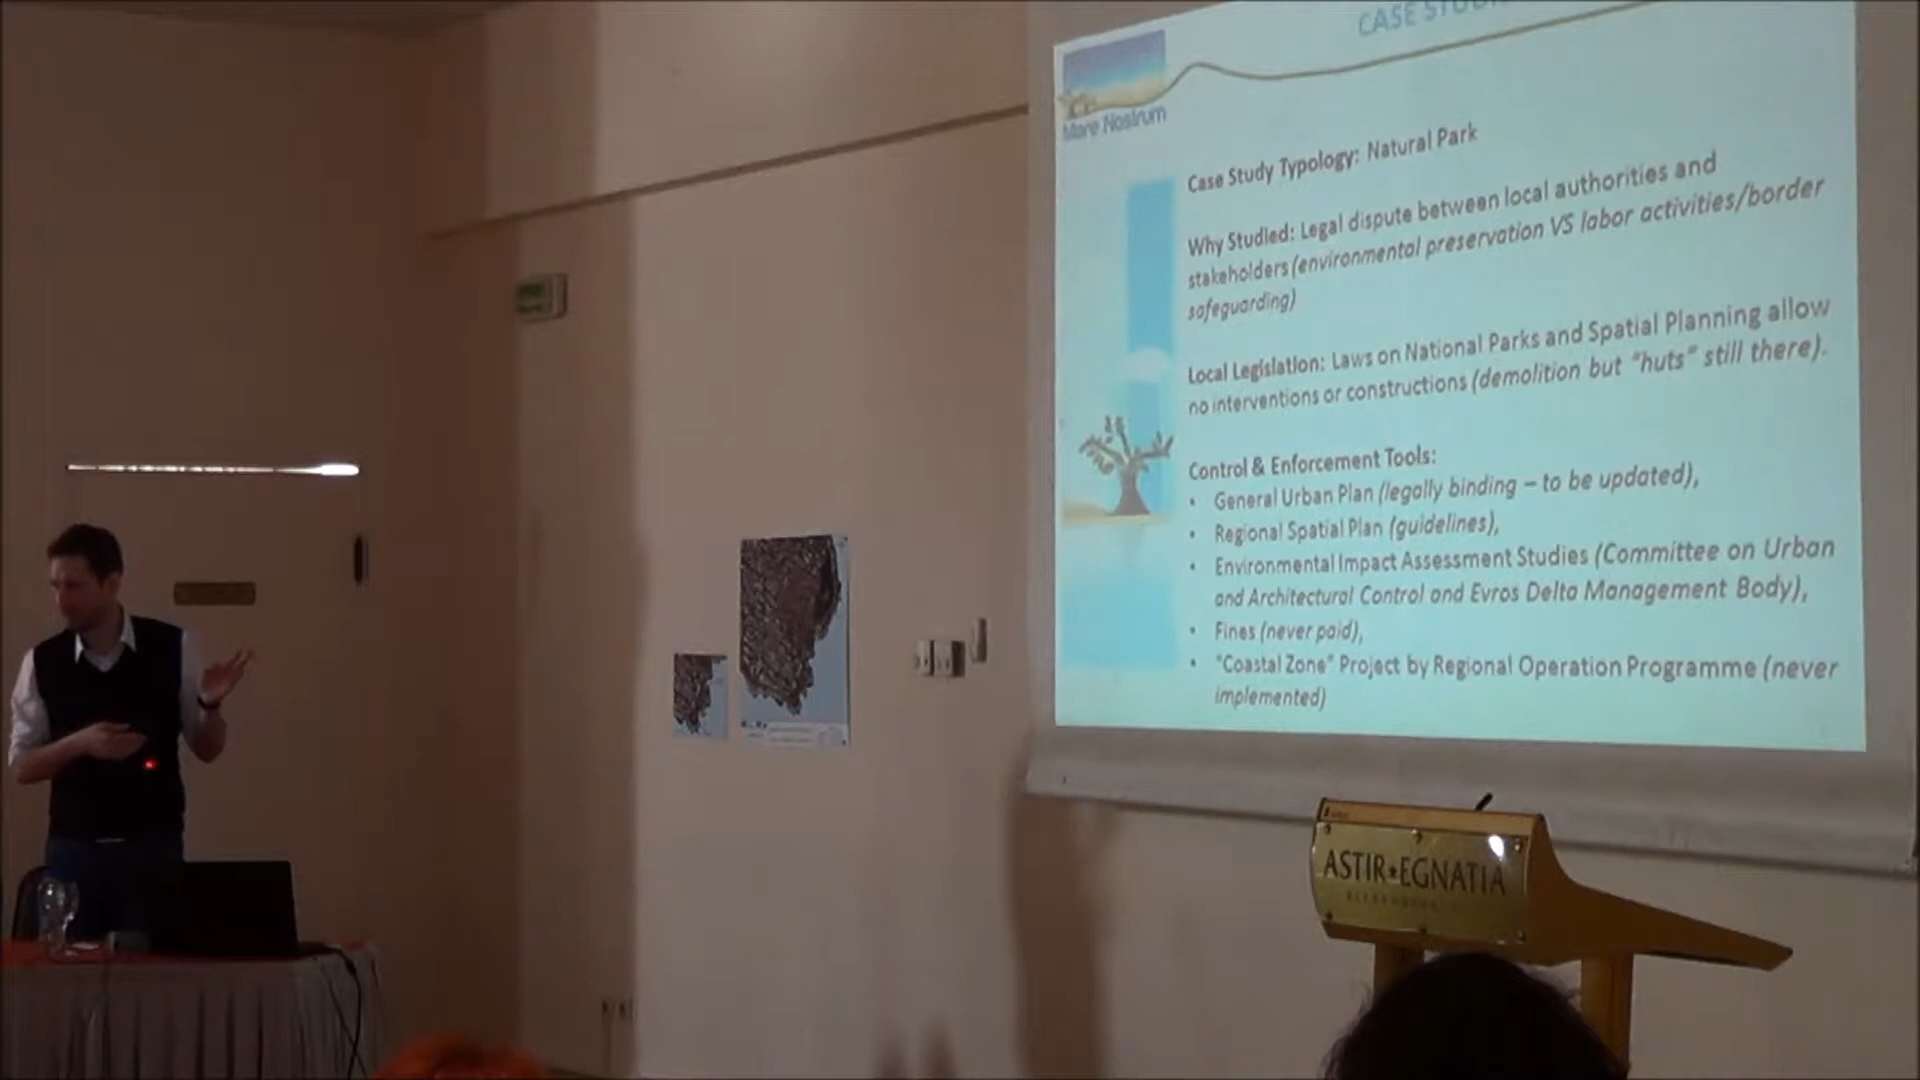 CASE STUDI
Mare Nostrum
Case Study Typology: Natural Park
Why Studied: Legal dispute between local authorities and
stakeholders (environmental preservation VS labor activities/border
safeguarding)
Local Legislation: Laws on National Parks and Spatial Planning allow
no interventions or constructions (demolition but "huts" still there).
Control & Enforcement Tools:
• General Urban Plan (legally binding – to be updated),
• Regional Spatial Plan (guidelines),
• Environmental Impact Assessment Studies (Committee on Urban
and Architectural Control and Evros Delta Management Body),
• Fines (never paid),
• "Coastal Zone" Project by Regional Operation Programme (never
implemented)
ASTIR★EGNATIA